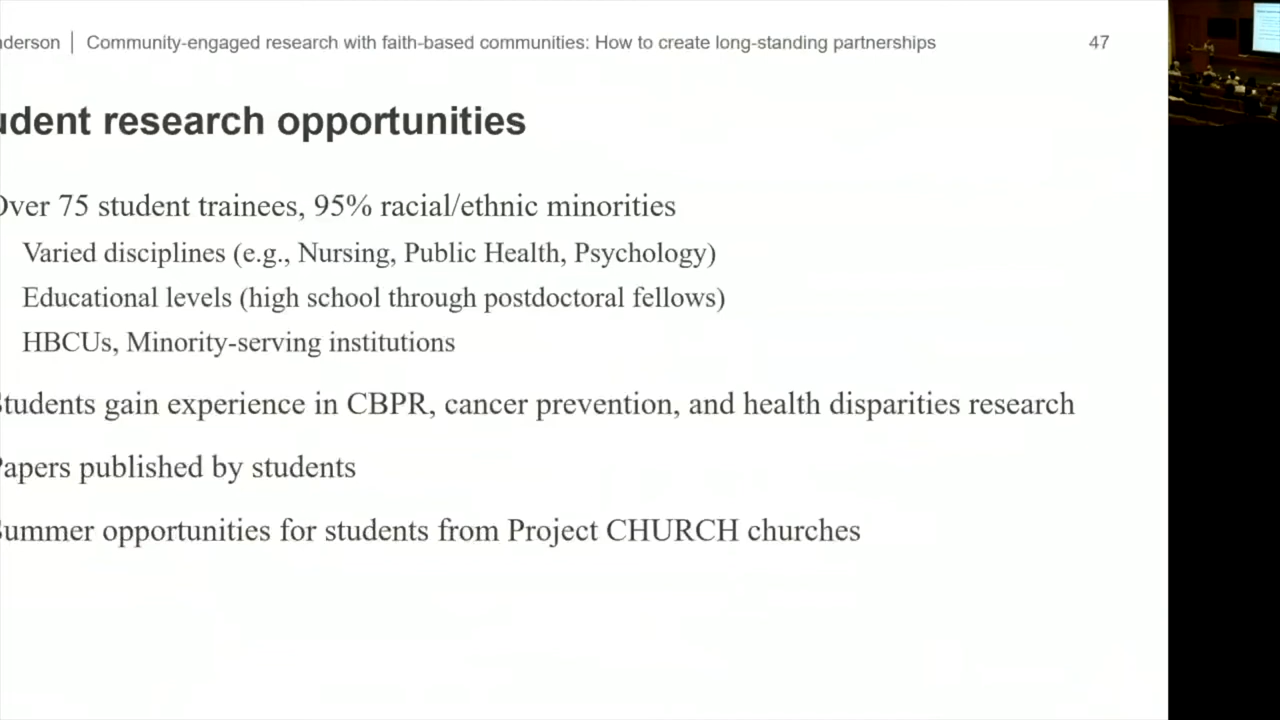 nderson | Community-engaged research with faith-based communities: How to create long-standing partnerships 47
udent research opportunities
Over 75 student trainees, 95% racial/ethnic minorities
Varied disciplines (e.g., Nursing, Public Health, Psychology)
Educational levels (high school through postdoctoral fellows)
HBCUs, Minority-serving institutions
Students gain experience in CBPR, cancer prevention, and health disparities research
Papers published by students
Summer opportunities for students from Project CHURCH churches